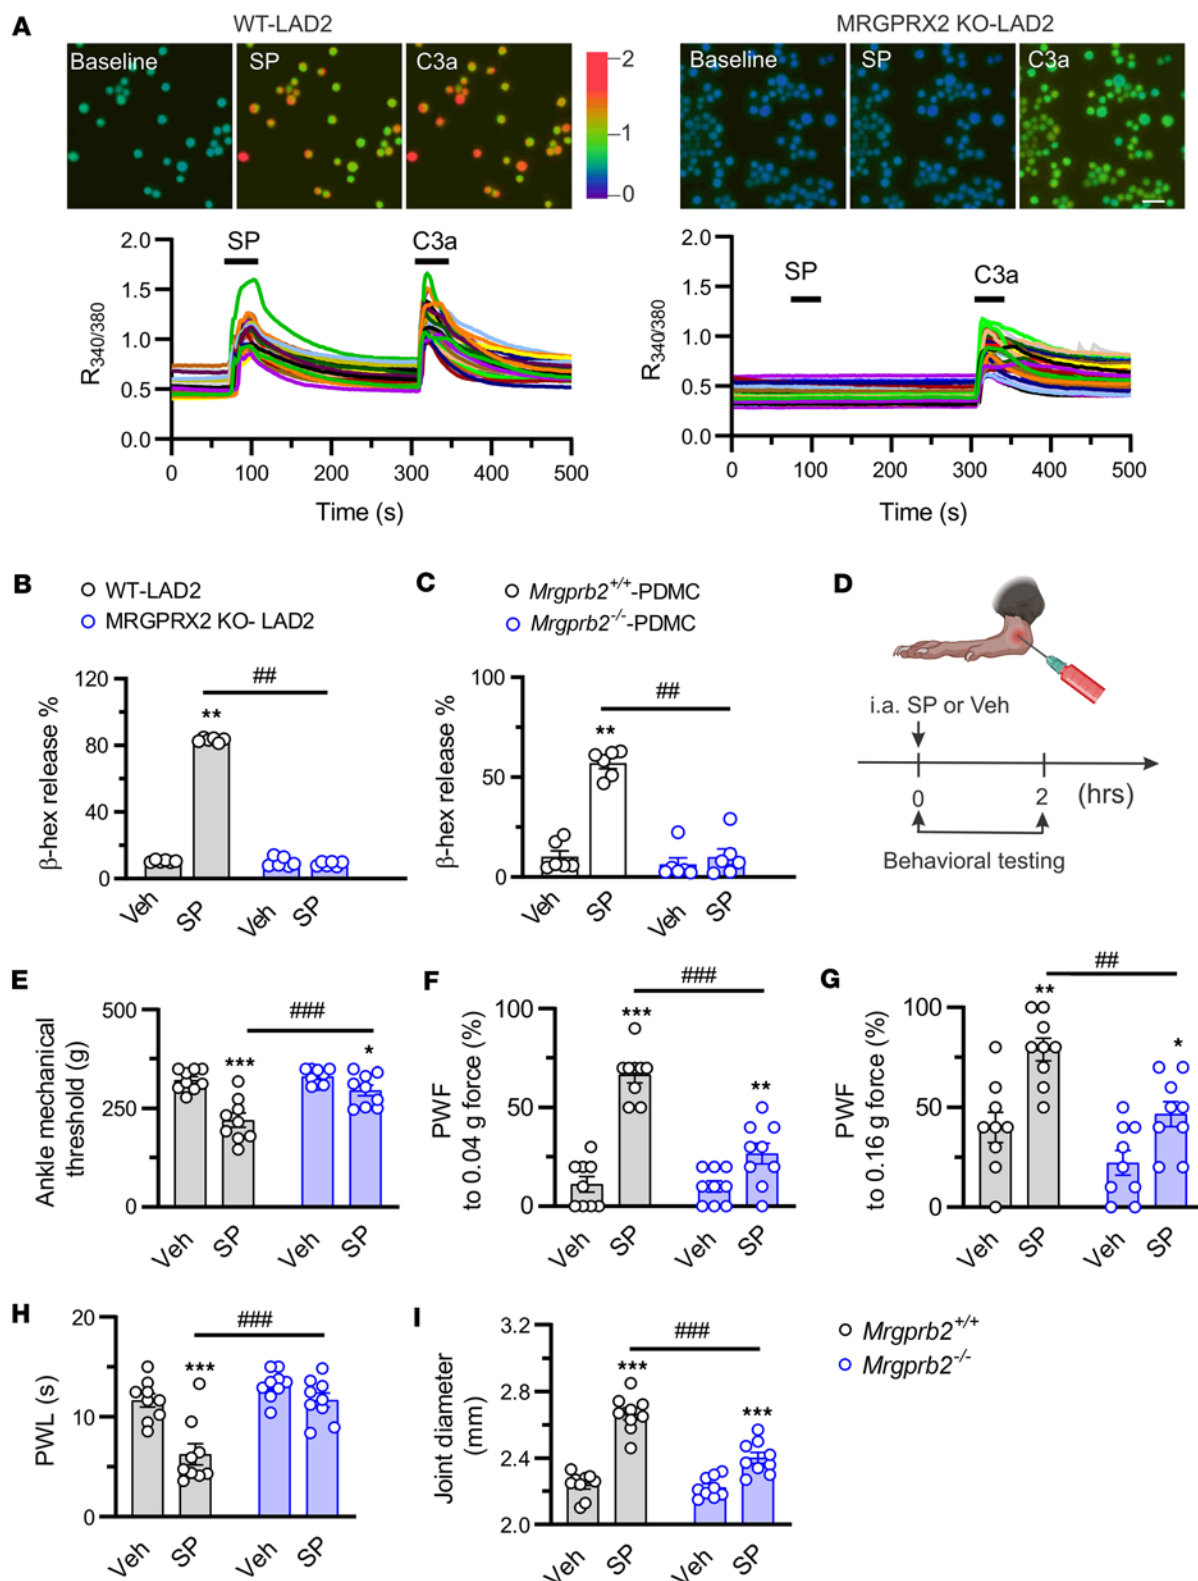 A
WT-LAD2
MRGPRX2 KO-LAD2
Baseline
SP
C3a
2
1
0
Baseline
SP
C3a
2.0
1.5
1.0
0.5
0.0
R340/380
SP
C3a
0
100
200
300
400
500
Time (s)
2.0
1.5
1.0
0.5
0.0
R340/380
SP
C3a
0
100
200
300
400
500
Time (s)
B
WT-LAD2
MRGPRX2 KO- LAD2
120
80
40
0
β-hex release %
**
##
Veh
SP
Veh
SP
C
Mrgprb2+/+-PDMC
Mrgprb2-/--PDMC
100
50
0
β-hex release %
**
##
Veh
SP
Veh
SP
D
i.a. SP or Veh
0
2
(hrs)
Behavioral testing
E
500
250
0
Ankle mechanical
threshold (g)
***
###
*
Veh
SP
Veh
SP
F
100
50
0
PWF
to 0.04 g force (%)
***
###
**
Veh
SP
Veh
SP
G
100
50
0
PWF
to 0.16 g force (%)
**
##
*
Veh
SP
Veh
SP
H
20
10
0
PWL (s)
***
###
Veh
SP
Veh
SP
I
3.2
2.8
2.4
2.0
Joint diameter
(mm)
***
###
***
Veh
SP
Veh
SP
Mrgprb2+/+
Mrgprb2-/-